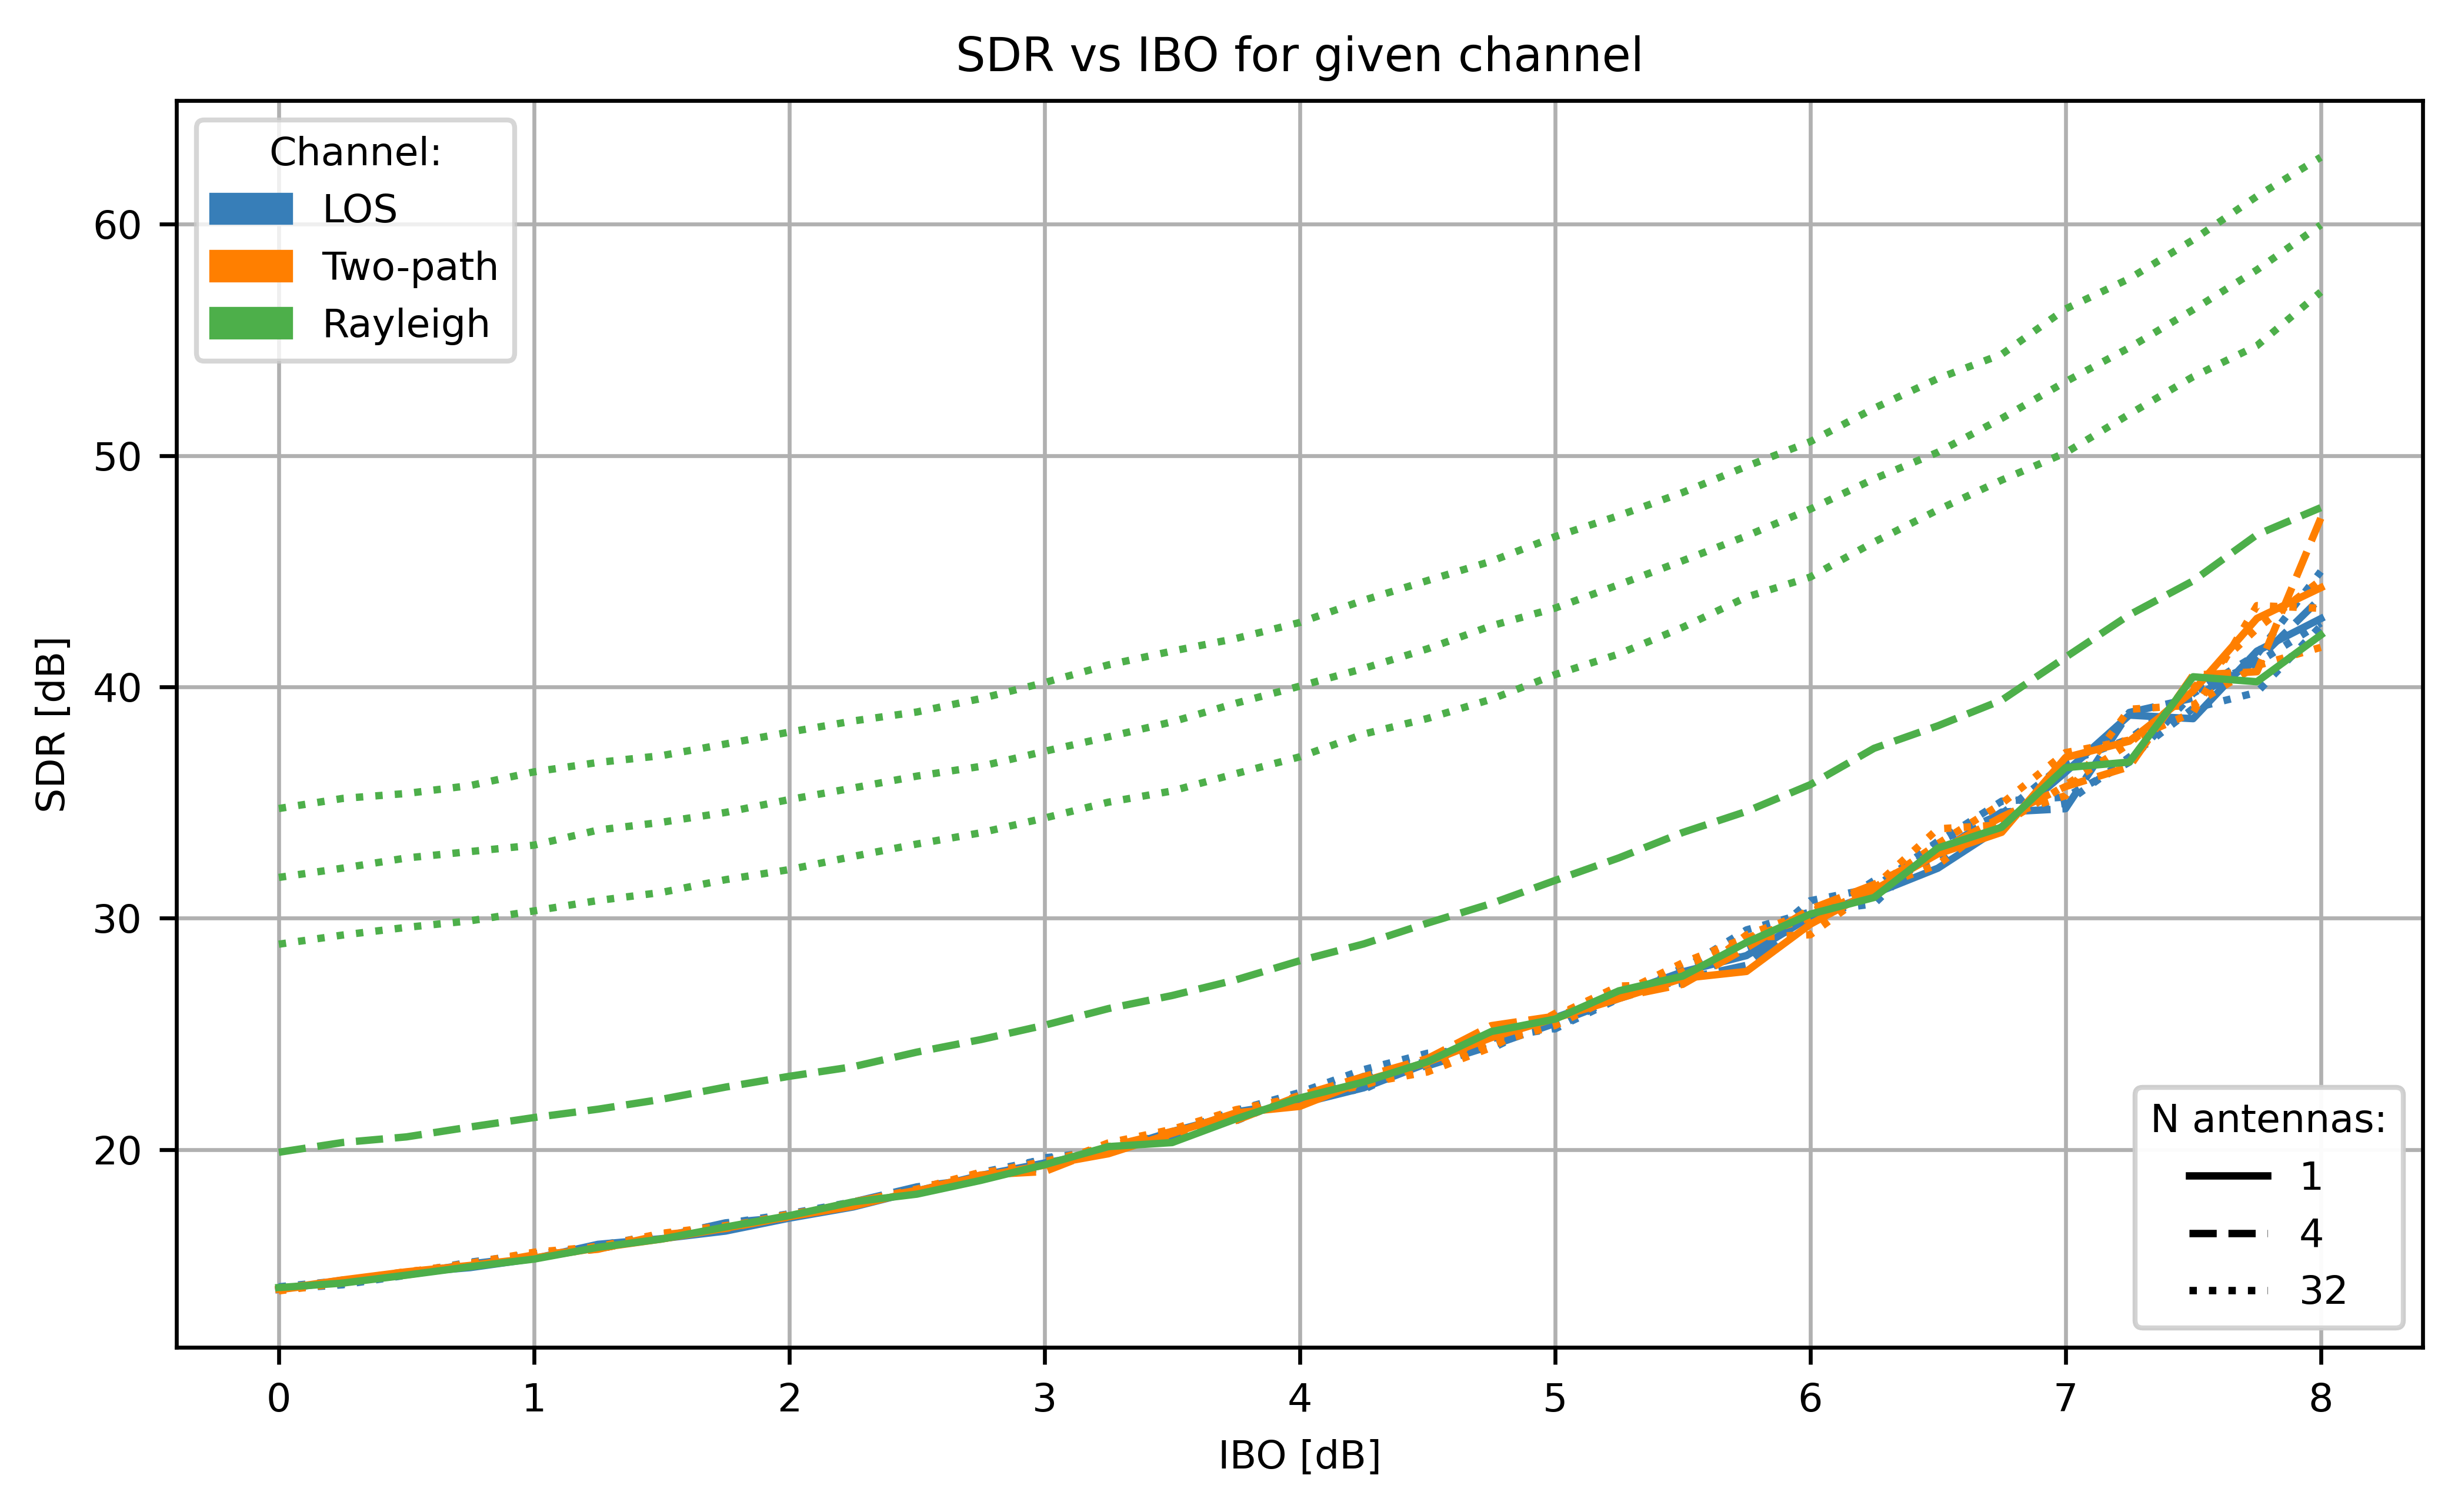 SDR vs IBO for given channel
Channel:
LOS
Two-path
Rayleigh
60
50
40
30
20
SDR [dB]
N antennas:
1
4
32
0 1 2 3 4 5 6 7 8
IBO [dB]